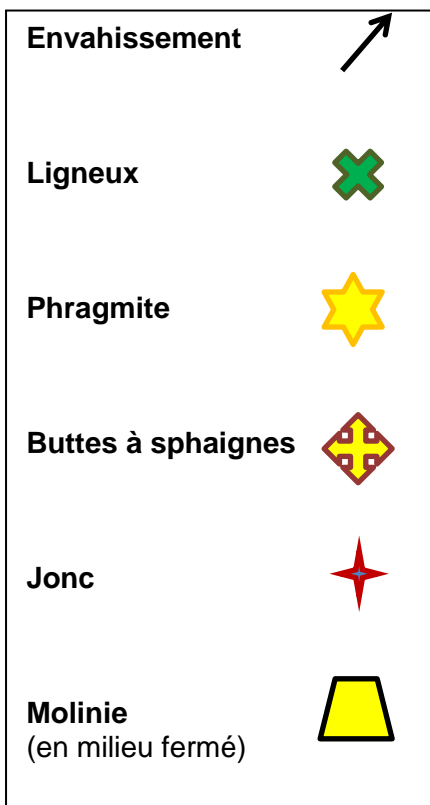 Envahissement
Ligneux
Phragmite
Buttes à sphaignes
Jonc
Molinie
(en milieu fermé)